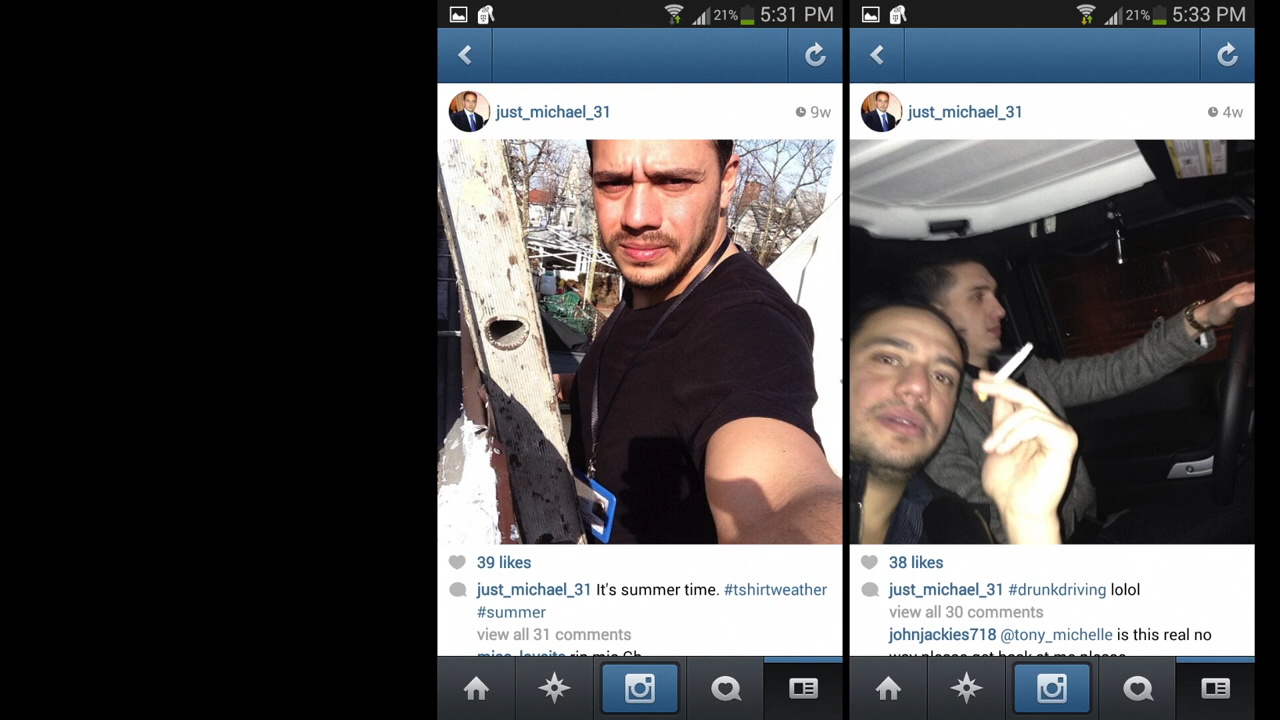 21% 5:31 PM
just_michael_31 9w
39 likes
just_michael_31 It's summer time. #tshirtweather
#summer
view all 31 comments
21% 5:33 PM
just_michael_31 4w
38 likes
just_michael_31 #drunkdriving lolol
view all 30 comments
johnjackies718 @tony_michelle is this real no